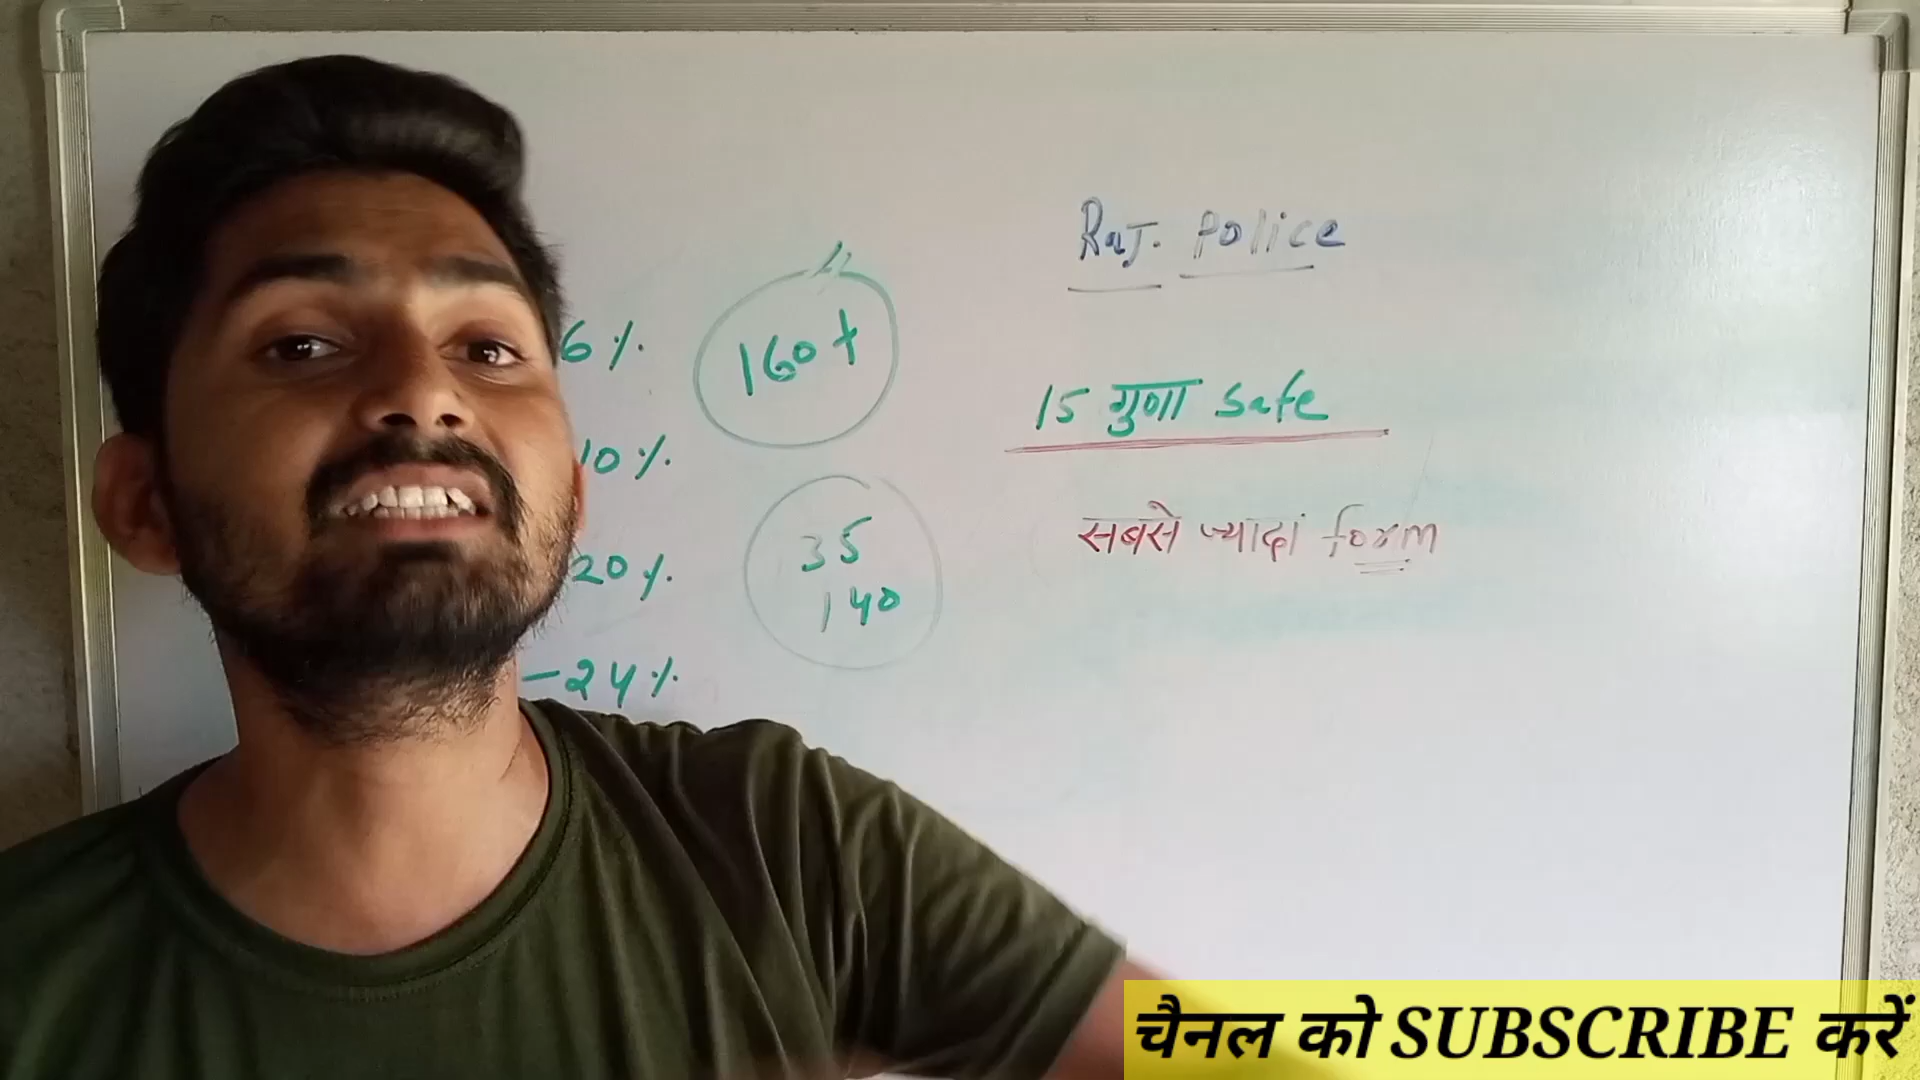 Raj. Police
6%
160+
15 गुणा Safe
10%
35
140
सबसे ज्यादा form
20%
-24%
चैनल को SUBSCRIBE करें